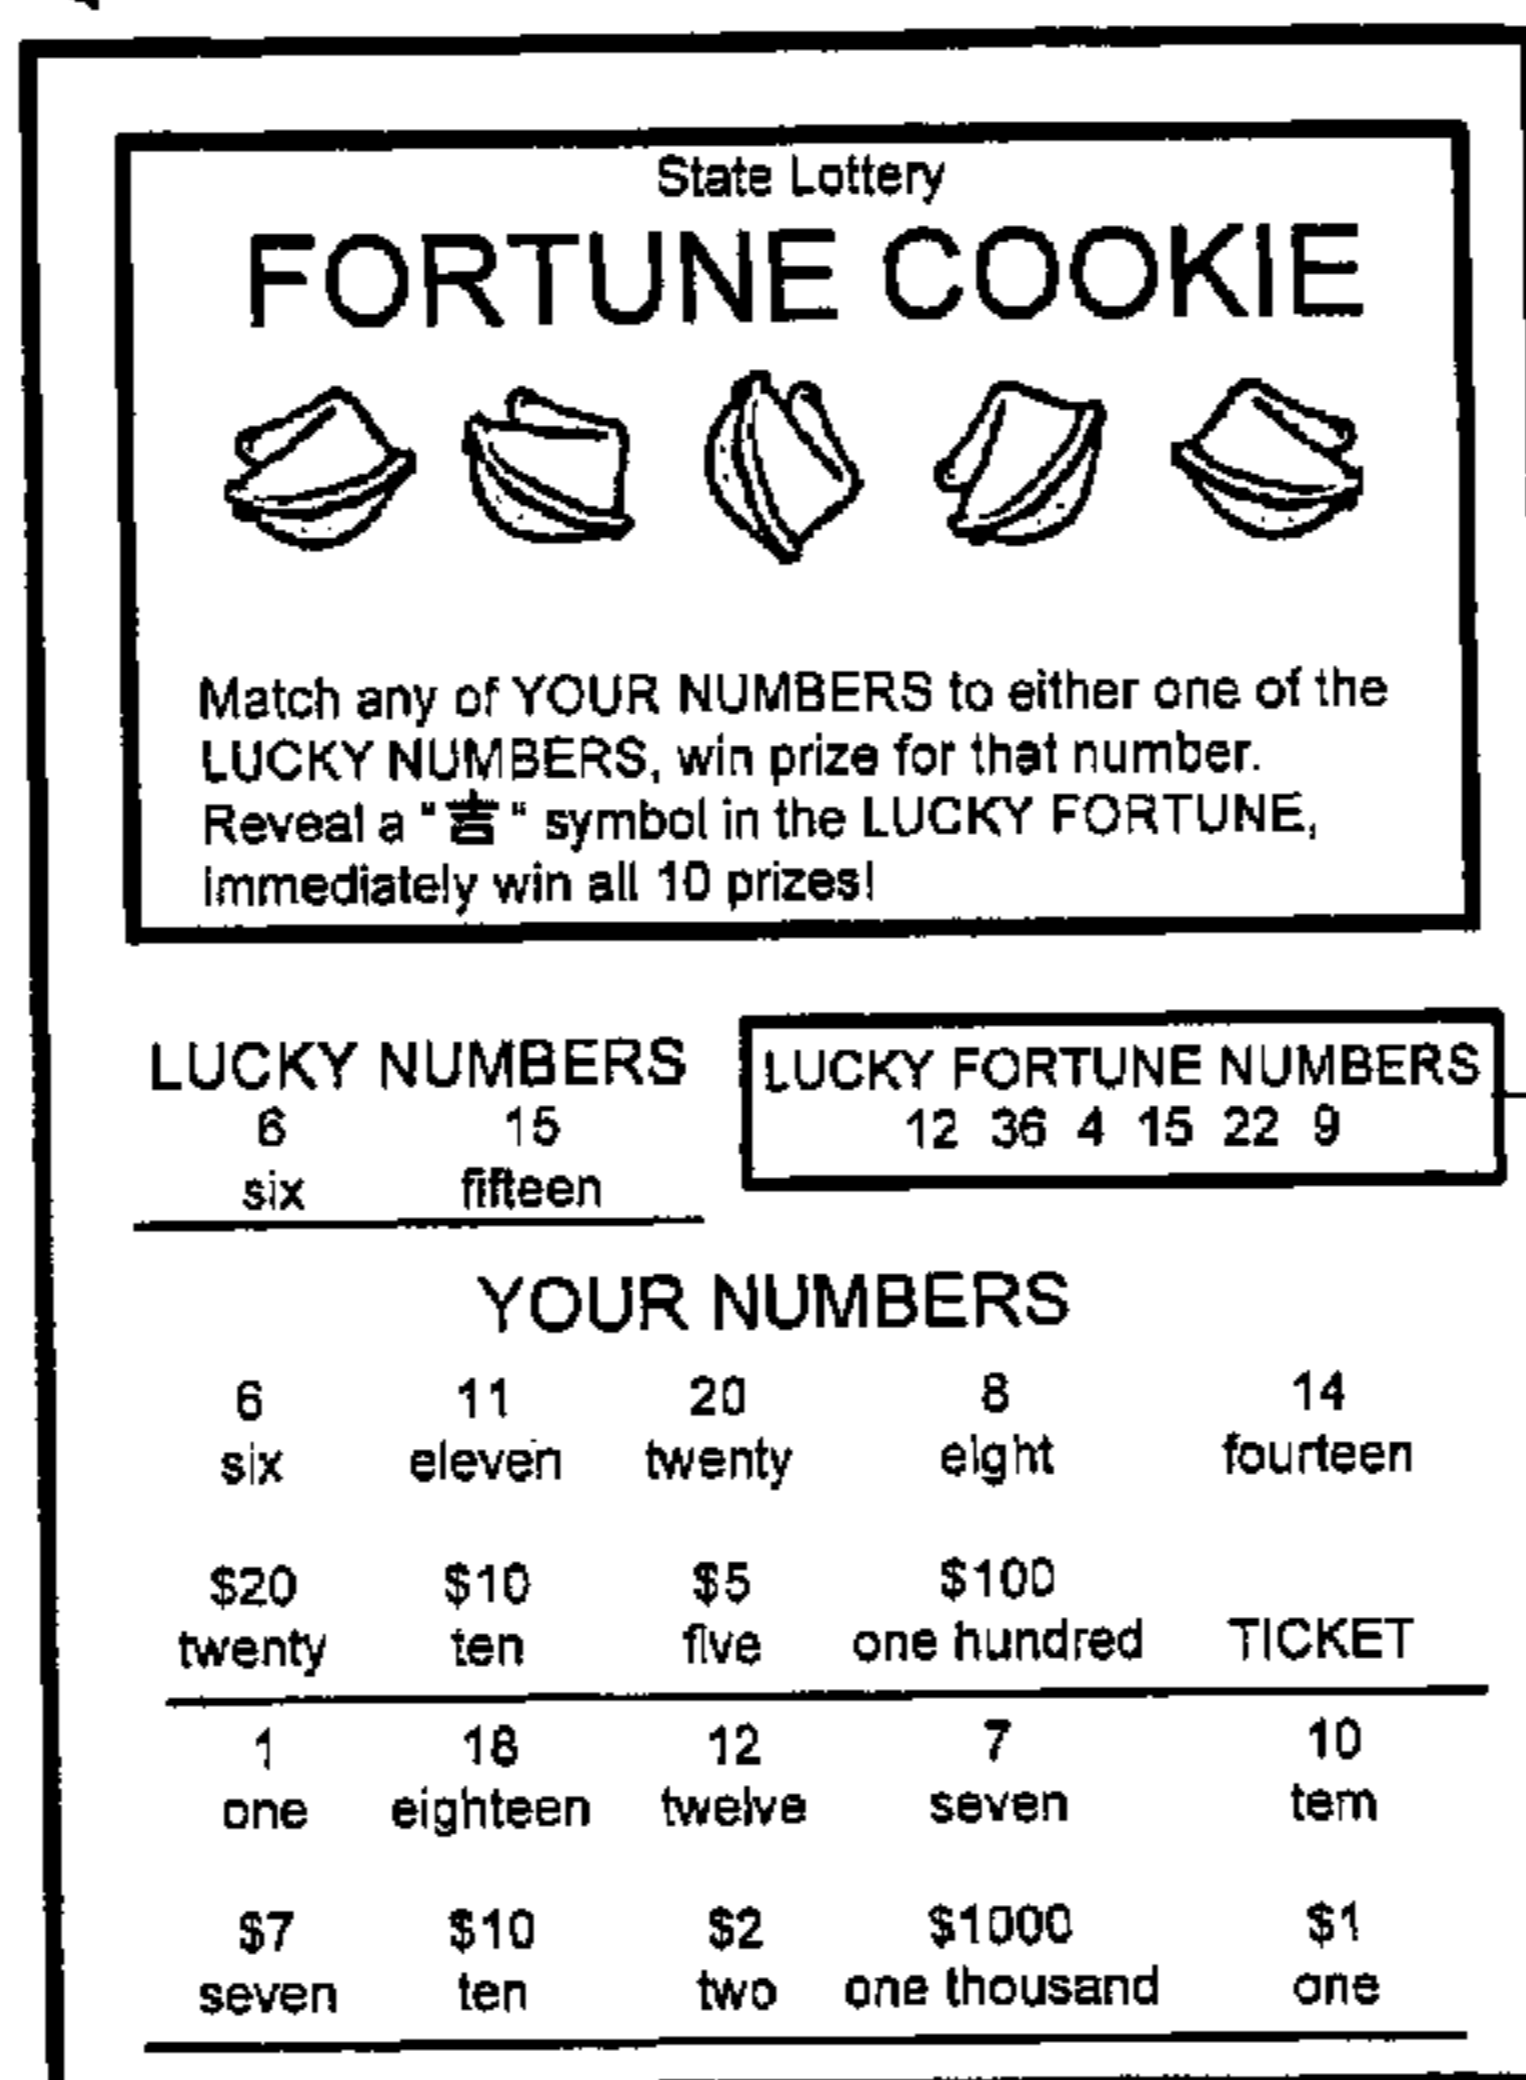 State Lottery
FORTUNE COOKIE
Match any of YOUR NUMBERS to either one of the
LUCKY NUMBERS, win prize for that number.
Reveal a "吉" symbol in the LUCKY FORTUNE,
immediately win all 10 prizes!
LUCKY NUMBERS
6 15
six fifteen
LUCKY FORTUNE NUMBERS
12 36 4 15 22 9
YOUR NUMBERS
6 11 20 8 14
six eleven twenty eight fourteen
$20 $10 $5 $100
twenty ten five one hundred TICKET
1 18 12 7 10
one eighteen twelve seven tem
$7 $10 $2 $1000 $1
seven ten two one thousand one